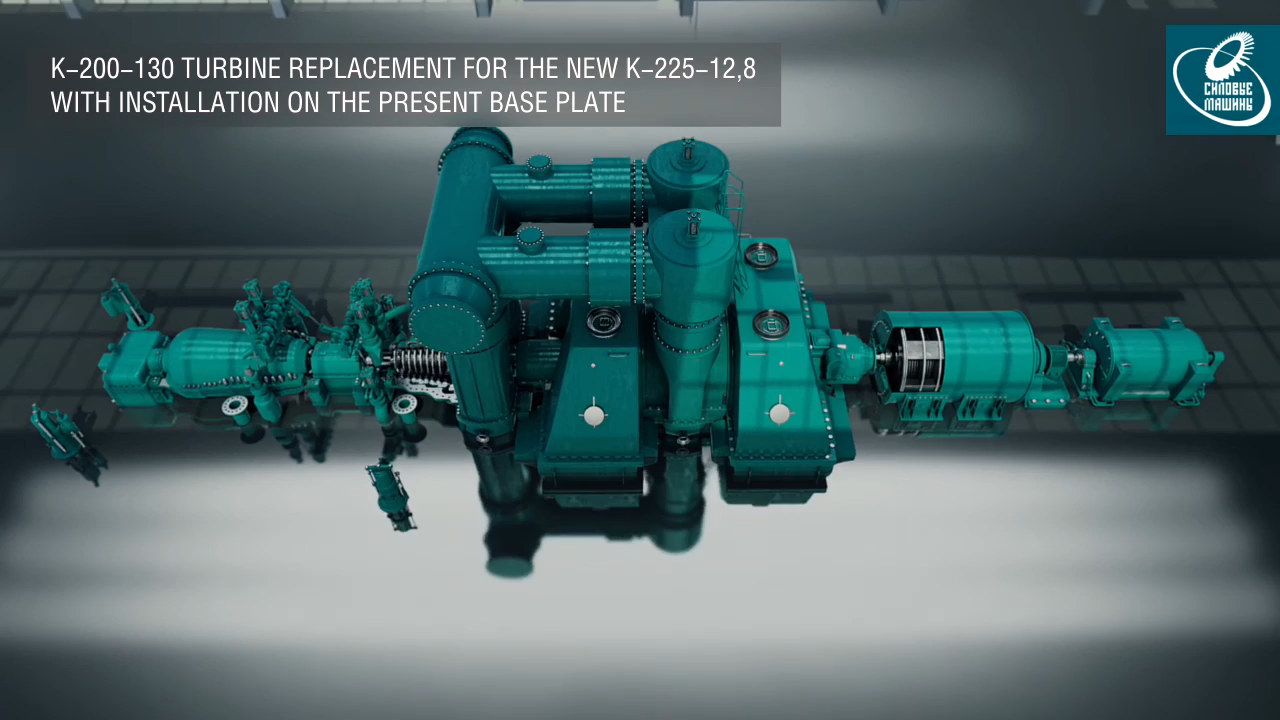 K–200–130 TURBINE REPLACEMENT FOR THE NEW K–225–12,8
WITH INSTALLATION ON THE PRESENT BASE PLATE
СИЛОВЫЕ
МАШИНЫ